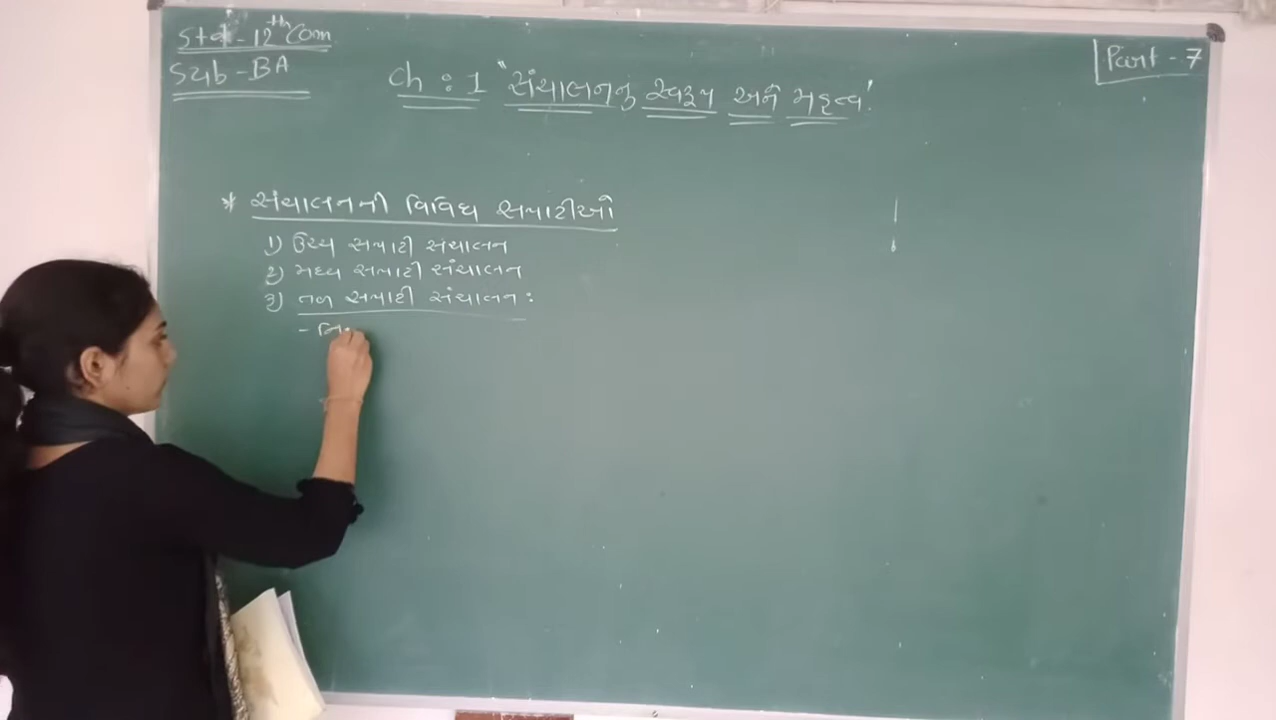 Std - 12th Com
Sub - BA
Part - 7
Ch : 1 "સંચાલનનું સ્વરૂપ અને મહત્વ"
* સંચાલનની વિવિધ સપાટીઓ
1) ઉચ્ચ સપાટી સંચાલન
2) મધ્ય સપાટી સંચાલન
3) તળ સપાટી સંચાલન :